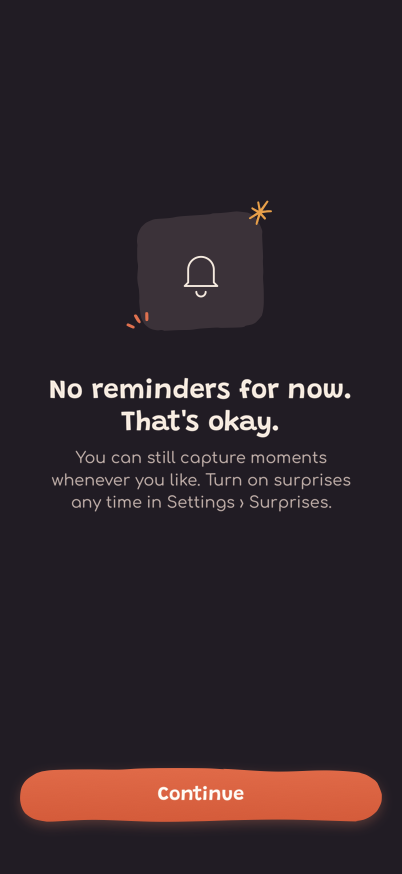 No reminders for now.
That's okay.
You can still capture moments
whenever you like. Turn on surprises
any time in Settings › Surprises.
Continue